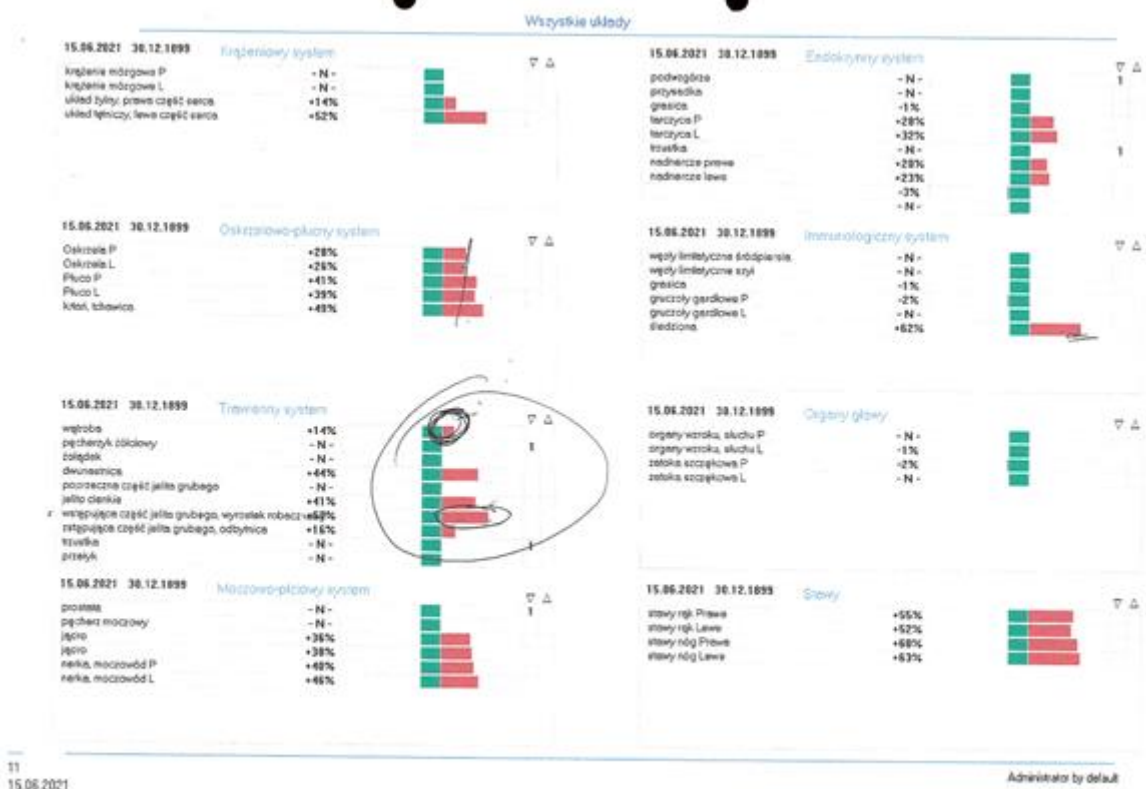 Wszystkie układy
15.06.2021 30.12.1899 Krążeniowy system
krążenie mózgowe P - N -
krążenie mózgowe L - N -
układ żylny, prawa część serca +14%
układ tętniczy, lewa część serca +52%
15.06.2021 30.12.1899 Endokrynny system
podwzgórze - N - 1
przysadka - N -
grasica -1%
tarczyca P +28%
tarczyca L +32%
trzustka - N - 1
nadnercze prawe +20%
nadnercze lewe +23%
-3%
- N -
15.06.2021 30.12.1899 Oskrzelowo-płucny system
Oskrzela P +28%
Oskrzela L +26%
Płuco P +41%
Płuco L +39%
krtań, tchawica +49%
15.06.2021 30.12.1899 Immunologiczny system
węzły limfatyczne śródpiersia - N -
węzły limfatyczne szyi - N -
grasica -1%
gruczoły gardłowe P -2%
gruczoły gardłowe L - N -
śledziona +62%
15.06.2021 30.12.1899 Trawienny system
wątroba +14%
pęcherzyk żółciowy - N -
żołądek - N -
dwunastnica +44%
poprzeczna część jelita grubego - N -
jelito cienkie +41%
wstępująca część jelita grubego, wyrostek
zstępująca część jelita grubego, odbytnica +16%
trzustka - N - 1
przełyk - N -
15.06.2021 30.12.1899 Organy głowy
organy wzroku, słuchu P - N -
organy wzroku, słuchu L -1%
zatoka szczękowa P -2%
zatoka szczękowa L - N -
15.06.2021 30.12.1899 Moczowo-płciowy system
prostata - N - 1
pęcherz moczowy - N -
jądro +36%
jądro +38%
nerka, moczowód P +40%
nerka, moczowód L +46%
15.06.2021 30.12.1899 Stawy
stawy rąk Prawe +55%
stawy rąk Lewe +52%
stawy nóg Prawe +60%
stawy nóg Lewe +63%
11
15.06.2021
Administrator by default